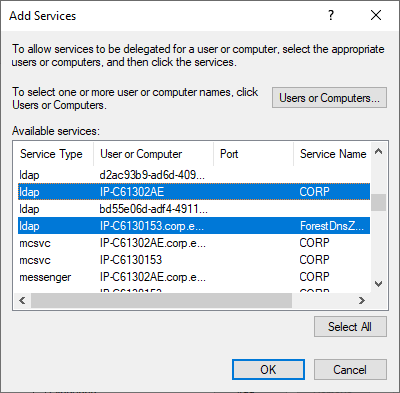 Add Services
To allow services to be delegated for a user or computer, select the appropriate
users or computers, and then click the services.
To select one or more user or computer names, click
Users or Computers.
Users or Computers...
Available services:
Service Type User or Computer Port Service Name
ldap d2ac93b9-ad6d-409...
ldap IP-C61302AE CORP
ldap bd55e06d-adf4-4911...
ldap IP-C6130153.corp.e... ForestDnsZ...
mcsvc IP-C61302AE.corp.e... CORP
mcsvc IP-C6130153 CORP
messenger IP-C61302AE.corp.e... CORP
Select All
OK Cancel